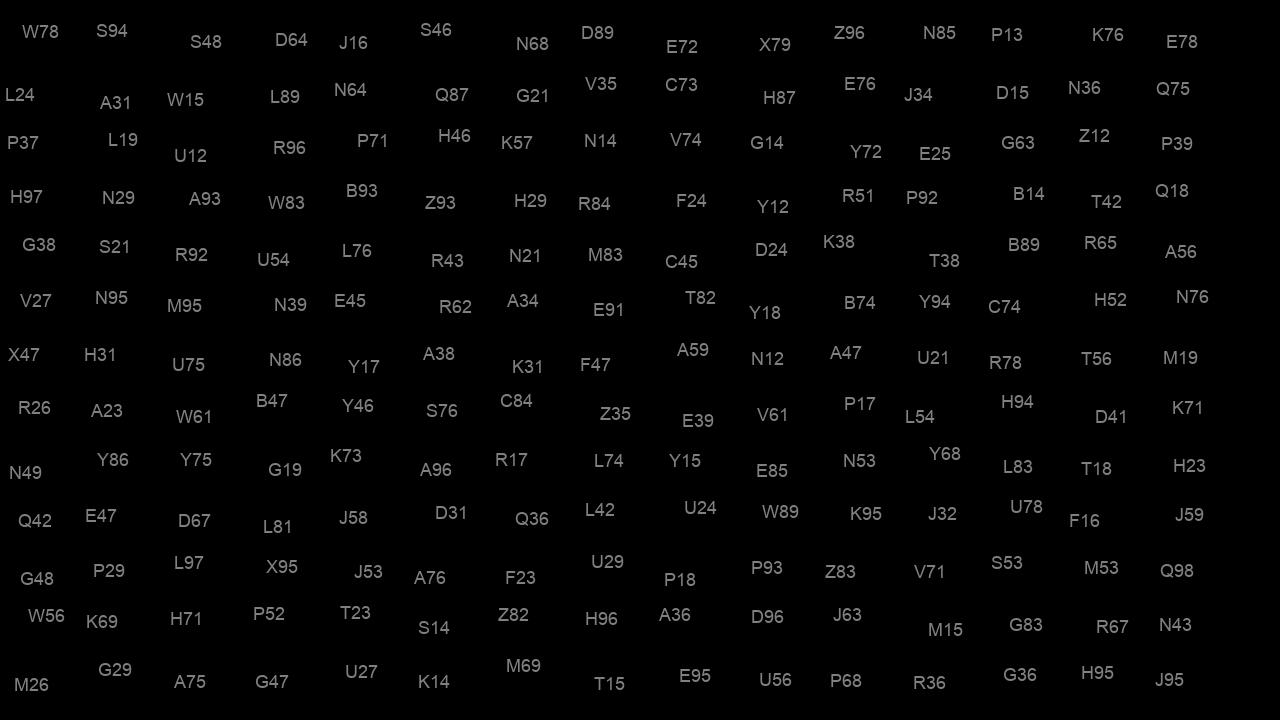 W78 S94 S48 D64 J16 S46 N68 D89 E72 X79 Z96 N85 P13 K76 E78
L24 A31 W15 L89 N64 Q87 G21 V35 C73 H87 E76 J34 D15 N36 Q75
P37 L19 U12 R96 P71 H46 K57 N14 V74 G14 Y72 E25 G63 Z12 P39
H97 N29 A93 W83 B93 Z93 H29 R84 F24 Y12 R51 P92 B14 T42 Q18
G38 S21 R92 U54 L76 R43 N21 M83 C45 D24 K38 T38 B89 R65 A56
V27 N95 M95 N39 E45 R62 A34 E91 T82 Y18 B74 Y94 C74 H52 N76
X47 H31 U75 N86 Y17 A38 K31 F47 A59 N12 A47 U21 R78 T56 M19
R26 A23 W61 B47 Y46 S76 C84 Z35 E39 V61 P17 L54 H94 D41 K71
N49 Y86 Y75 G19 K73 A96 R17 L74 Y15 E85 N53 Y68 L83 T18 H23
Q42 E47 D67 L81 J58 D31 Q36 L42 U24 W89 K95 J32 U78 F16 J59
G48 P29 L97 X95 J53 A76 F23 U29 P18 P93 Z83 V71 S53 M53 Q98
W56 K69 H71 P52 T23 S14 Z82 H96 A36 D96 J63 M15 G83 R67 N43
M26 G29 A75 G47 U27 K14 M69 T15 E95 U56 P68 R36 G36 H95 J95